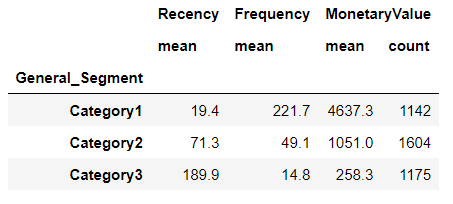 Recency Frequency MonetaryValue
mean mean mean count
General_Segment
Category1 19.4 221.7 4637.3 1142
Category2 71.3 49.1 1051.0 1604
Category3 189.9 14.8 258.3 1175